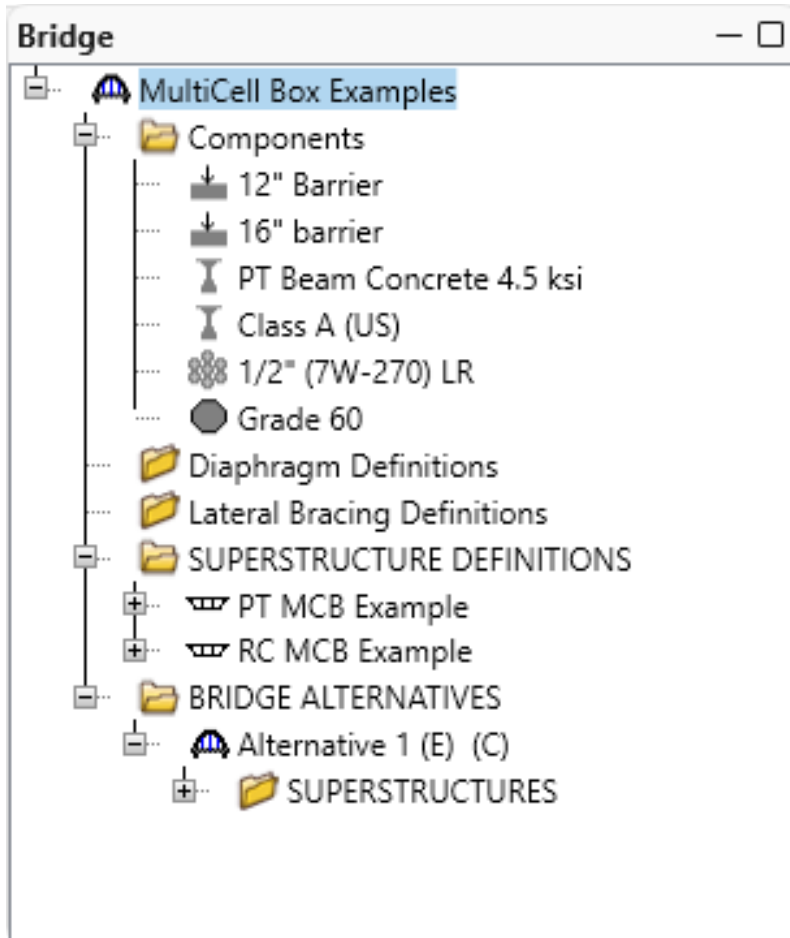 Bridge
MultiCell Box Examples
Components
12" Barrier
16" barrier
PT Beam Concrete 4.5 ksi
Class A (US)
1/2" (7W-270) LR
Grade 60
Diaphragm Definitions
Lateral Bracing Definitions
SUPERSTRUCTURE DEFINITIONS
PT MCB Example
RC MCB Example
BRIDGE ALTERNATIVES
Alternative 1 (E)  (C)
SUPERSTRUCTURES